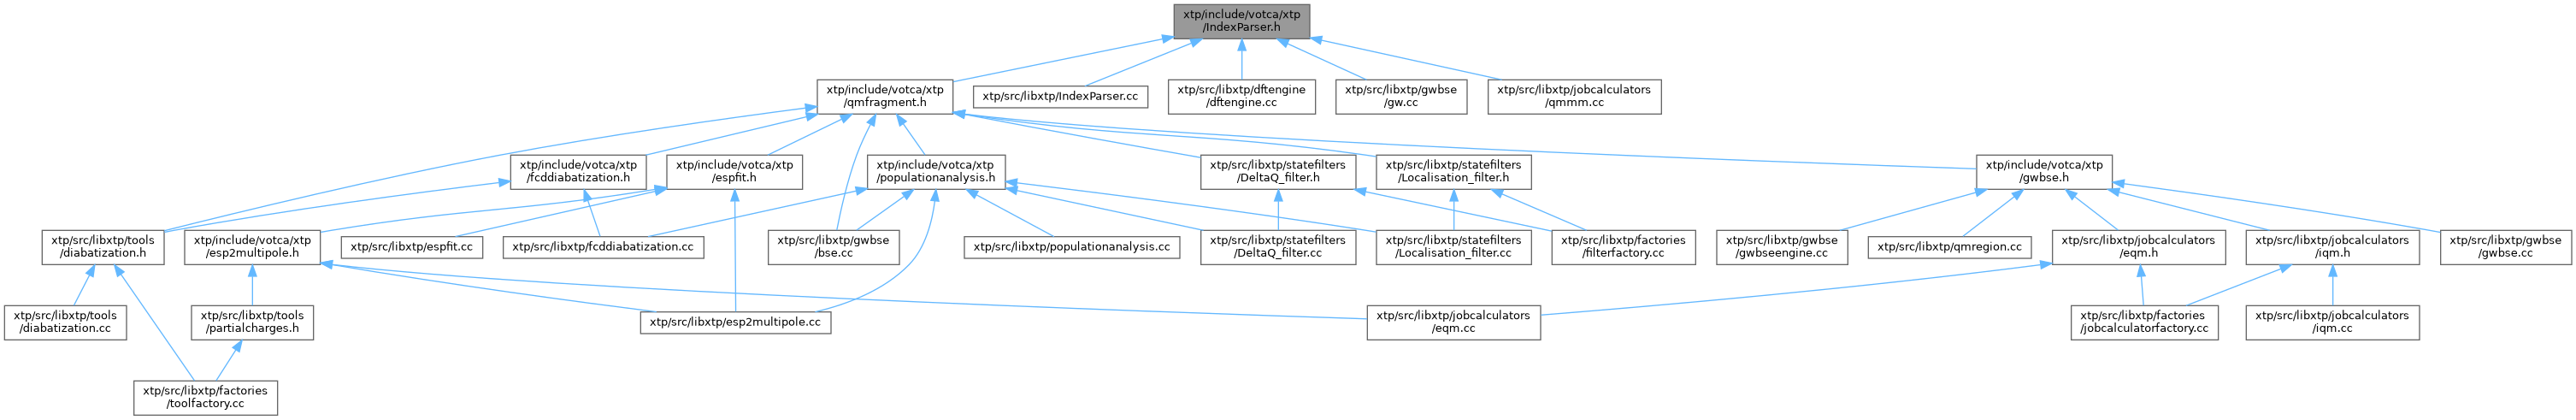 xtp/include/votca/xtp
/IndexParser.h
xtp/include/votca/xtp
/qmfragment.h
xtp/src/libxtp/IndexParser.cc
xtp/src/libxtp/dftengine
/dftengine.cc
xtp/src/libxtp/gwbse
/gw.cc
xtp/src/libxtp/jobcalculators
/qmmm.cc
xtp/include/votca/xtp
/fcddiabatization.h
xtp/include/votca/xtp
/espfit.h
xtp/include/votca/xtp
/populationanalysis.h
xtp/src/libxtp/statefilters
/DeltaQ_filter.h
xtp/src/libxtp/statefilters
/Localisation_filter.h
xtp/include/votca/xtp
/gwbse.h
xtp/src/libxtp/tools
/diabatization.h
xtp/include/votca/xtp
/esp2multipole.h
xtp/src/libxtp/espfit.cc
xtp/src/libxtp/fcddiabatization.cc
xtp/src/libxtp/gwbse
/bse.cc
xtp/src/libxtp/populationanalysis.cc
xtp/src/libxtp/statefilters
/DeltaQ_filter.cc
xtp/src/libxtp/statefilters
/Localisation_filter.cc
xtp/src/libxtp/factories
/filterfactory.cc
xtp/src/libxtp/gwbse
/gwbseengine.cc
xtp/src/libxtp/qmregion.cc
xtp/src/libxtp/jobcalculators
/eqm.h
xtp/src/libxtp/jobcalculators
/iqm.h
xtp/src/libxtp/gwbse
/gwbse.cc
xtp/src/libxtp/tools
/diabatization.cc
xtp/src/libxtp/tools
/partialcharges.h
xtp/src/libxtp/esp2multipole.cc
xtp/src/libxtp/jobcalculators
/eqm.cc
xtp/src/libxtp/factories
/jobcalculatorfactory.cc
xtp/src/libxtp/jobcalculators
/iqm.cc
xtp/src/libxtp/factories
/toolfactory.cc